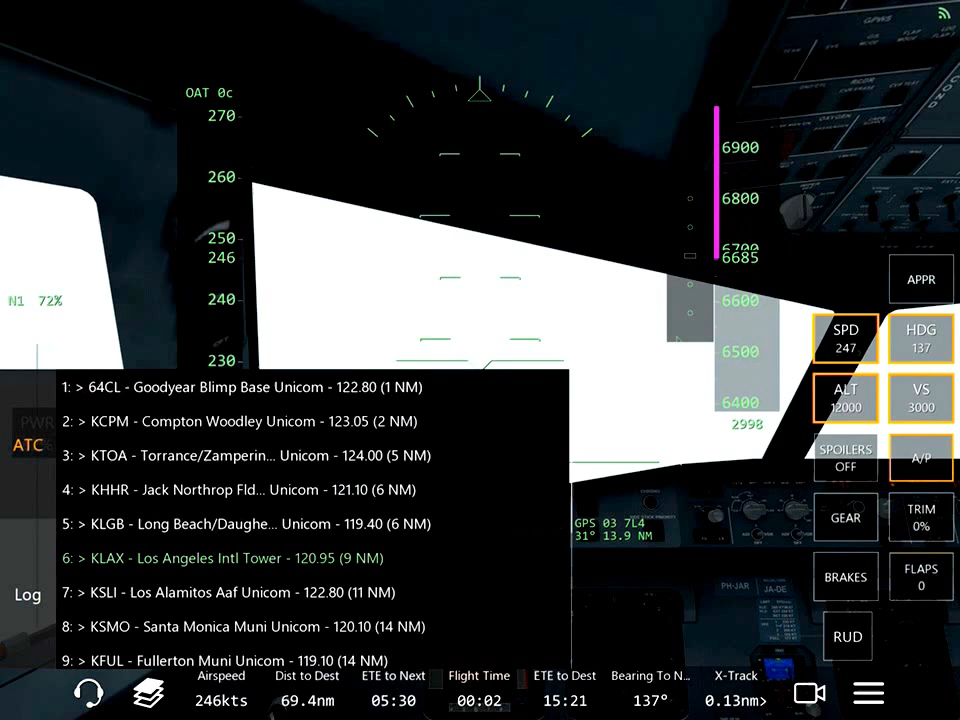 GPWS
OAT 0c
270
260
250
246
240
230
6900
6800
6700
6685
6600
6500
6400
2998
N1 72%
APPR
SPD
247
HDG
137
ALT
12000
VS
3000
SPOILERS
OFF
A/P
GEAR
TRIM
0%
BRAKES
FLAPS
0
RUD
PWR
ATC
Log
1: > 64CL - Goodyear Blimp Base Unicom - 122.80 (1 NM)
2: > KCPM - Compton Woodley Unicom - 123.05 (2 NM)
3: > KTOA - Torrance/Zamperin... Unicom - 124.00 (5 NM)
4: > KHHR - Jack Northrop Fld... Unicom - 121.10 (6 NM)
5: > KLGB - Long Beach/Daughe... Unicom - 119.40 (6 NM)
6: > KLAX - Los Angeles Intl Tower - 120.95 (9 NM)
7: > KSLI - Los Alamitos Aaf Unicom - 122.80 (11 NM)
8: > KSMO - Santa Monica Muni Unicom - 120.10 (14 NM)
9: > KFUL - Fullerton Muni Unicom - 119.10 (14 NM)
GPS 03 7L4
31° 13.9 NM
PH-JAR
JA-DE
Airspeed
246kts
Dist to Dest
69.4nm
ETE to Next
05:30
Flight Time
00:02
ETE to Dest
15:21
Bearing To N...
137°
X-Track
0.13nm>